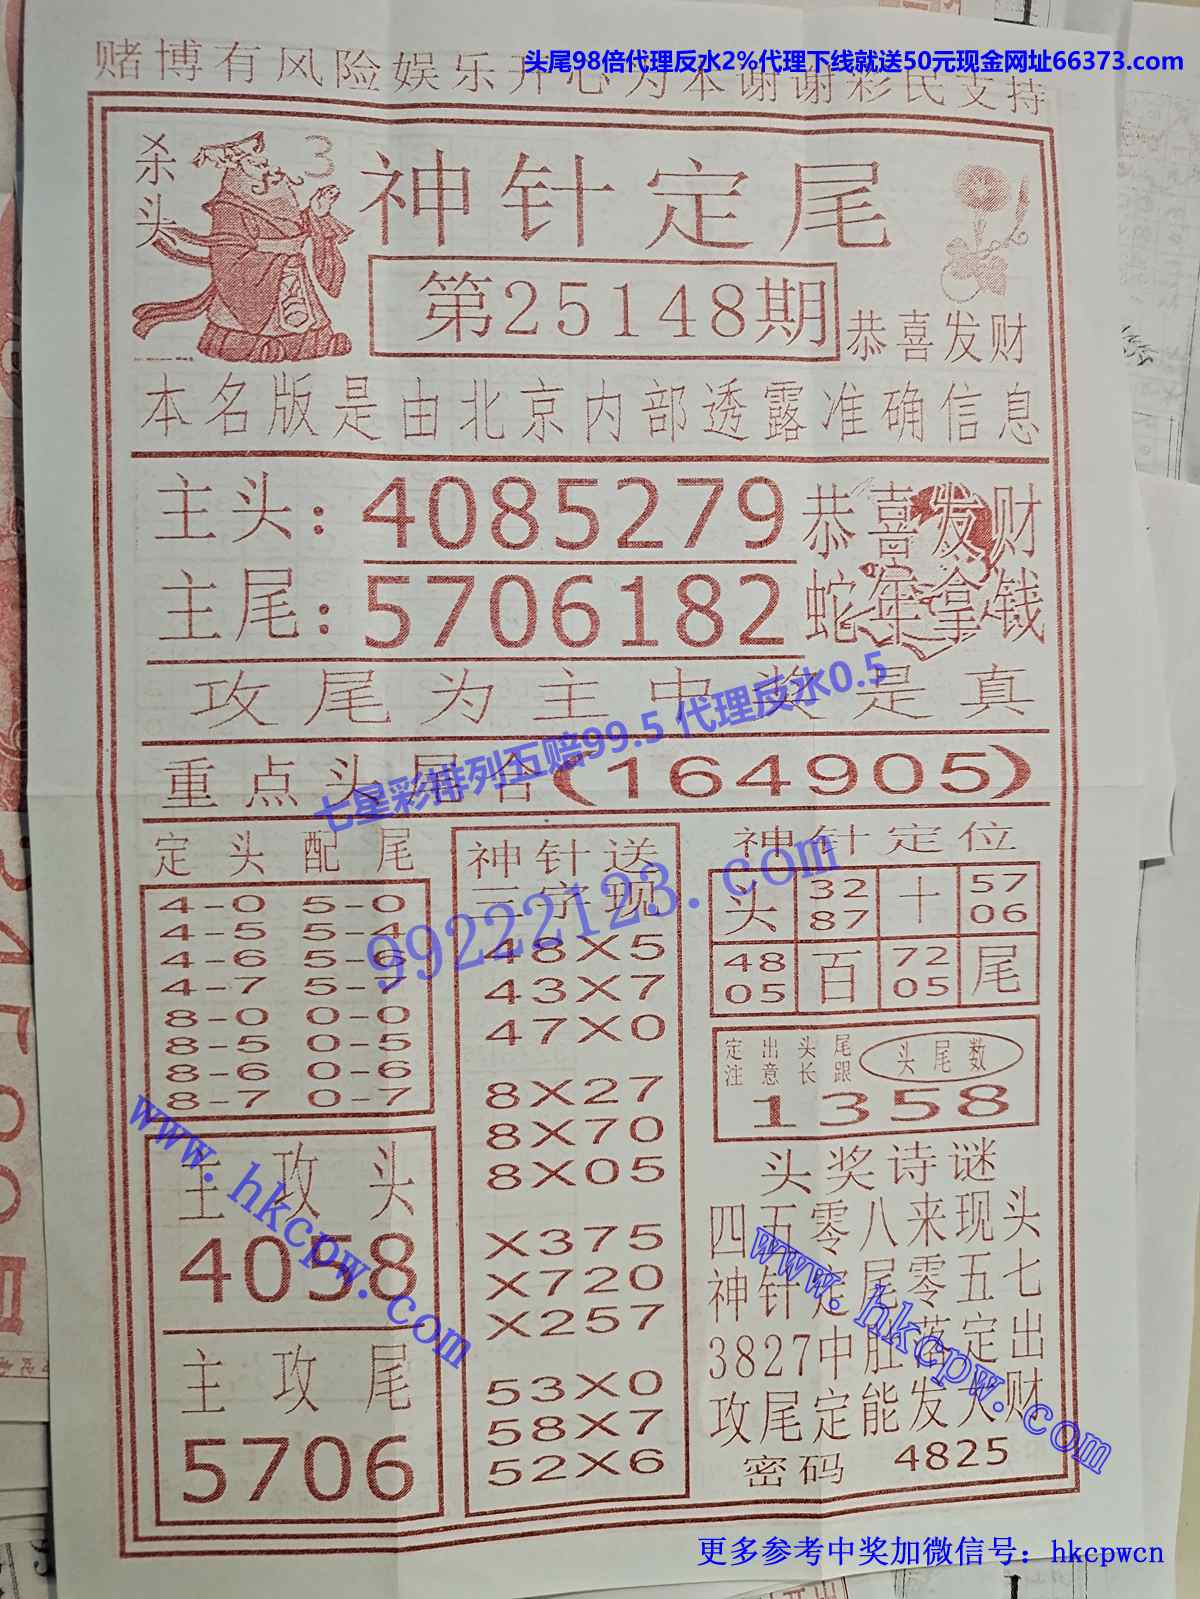 头尾98倍代理反水2%代理下线就送50元现金网址66373.com
赌博有风险娱乐开心为本谢谢彩民支持
杀头
3
神针定尾
第25148期
恭喜发财
本名版是由北京内部透露准确信息
主头:4085279
恭喜发财
主尾:5706182
蛇年拿钱
攻尾为主中奖是真
七星彩排列五赔99.5 代理反水0.5
重点头尾合(164905)
定头配尾
4-0 5-0
4-5 5-4
4-6 5-6
4-7 5-7
8-0 0-0
8-5 0-5
8-6 0-6
8-7 0-7
主攻头
4058
主攻尾
5706
神针送
三字现
48X5
43X7
47X0
8X27
8X70
8X05
X375
X720
X257
53X0
58X7
52X6
99222123.com
神针定位
头 32 十 57
87 06
48 百 72 尾
05 05
定出头尾
注意长跟
头尾数
1358
头奖诗谜
四五零八来现头
神针定尾零五七
3827中肚落定出
攻尾定能发大财
密码 4825
www.hkcpw.com
www.hkcpw.com
更多参考中奖加微信号：hkcpwcn